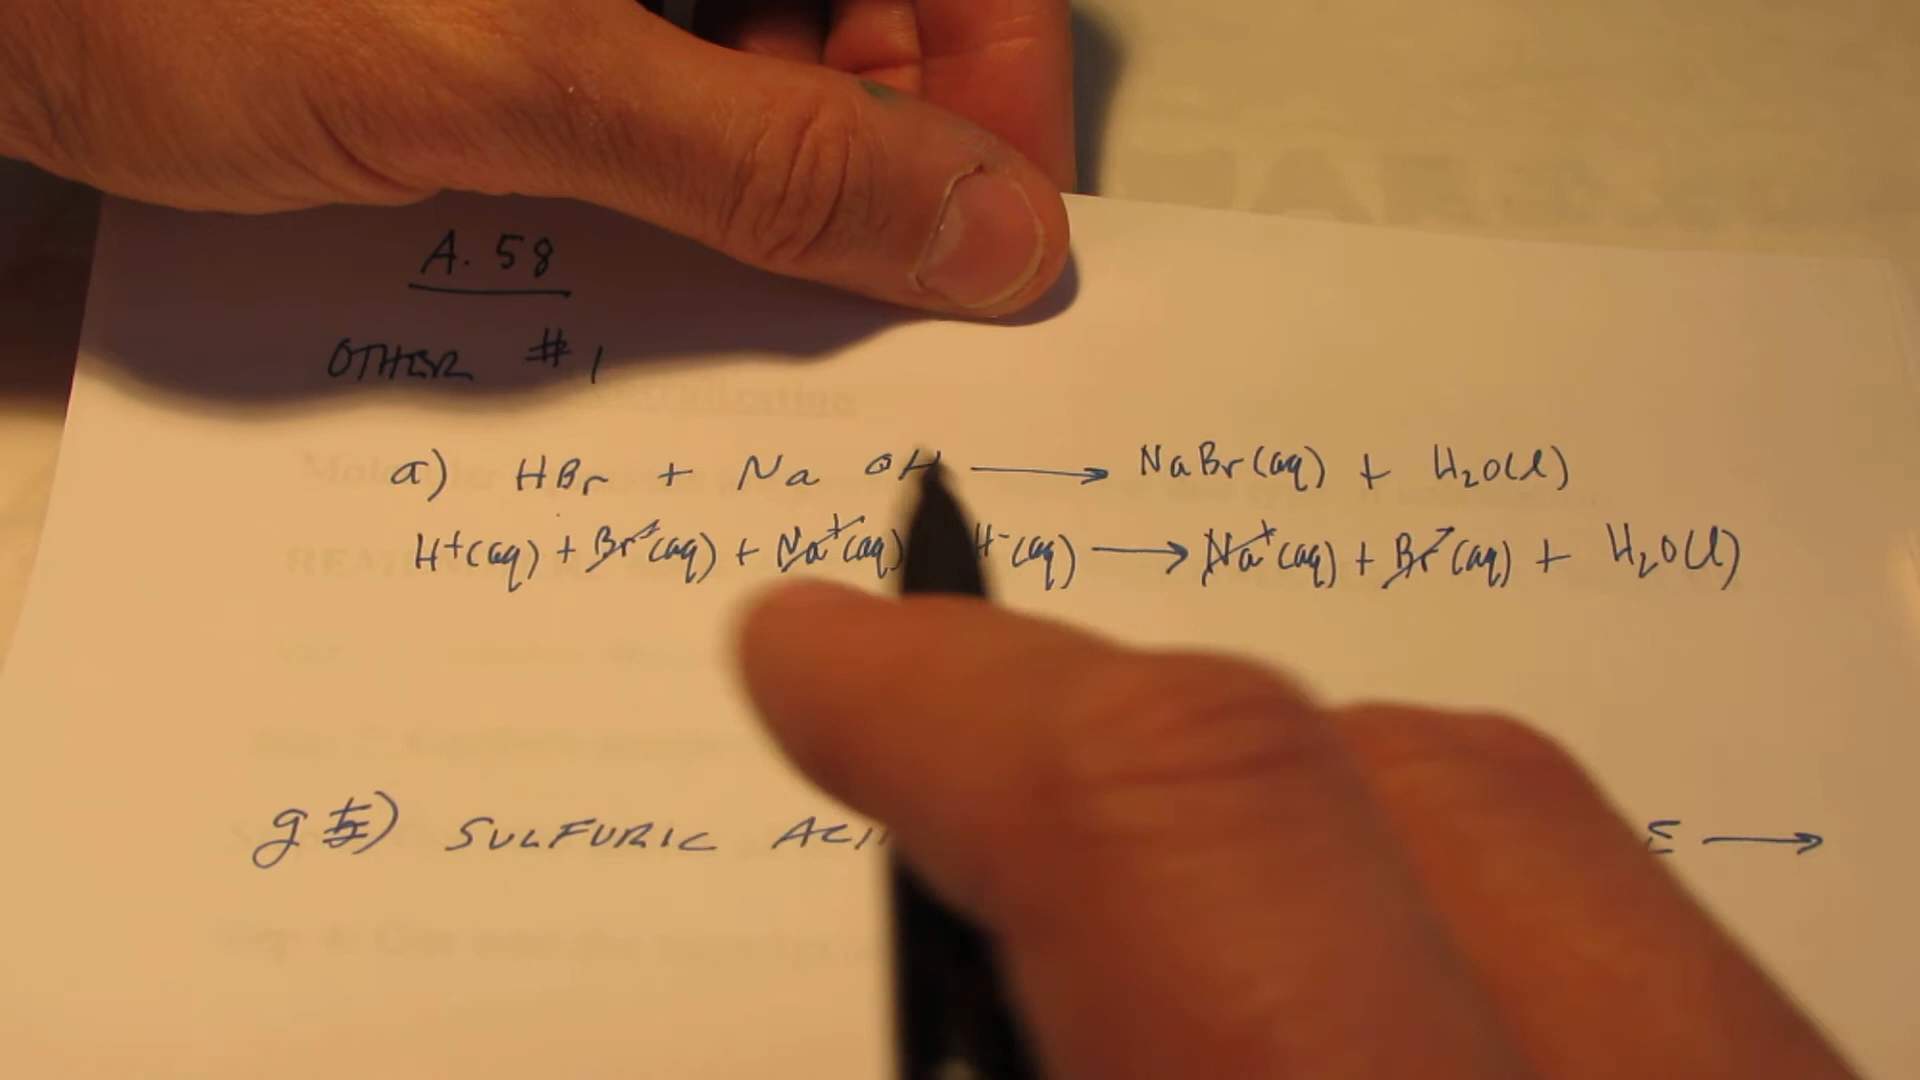 A. 58
OTHER # 1
a) HBr + Na OH ⟶ NaBr(aq) + H₂O(l)
H⁺(aq) + Br⁻(aq) + Na⁺(aq) H⁻(aq) ⟶ Na⁺(aq) + Br⁻(aq) + H₂O(l)
g) SULFURIC ACI E ⟶